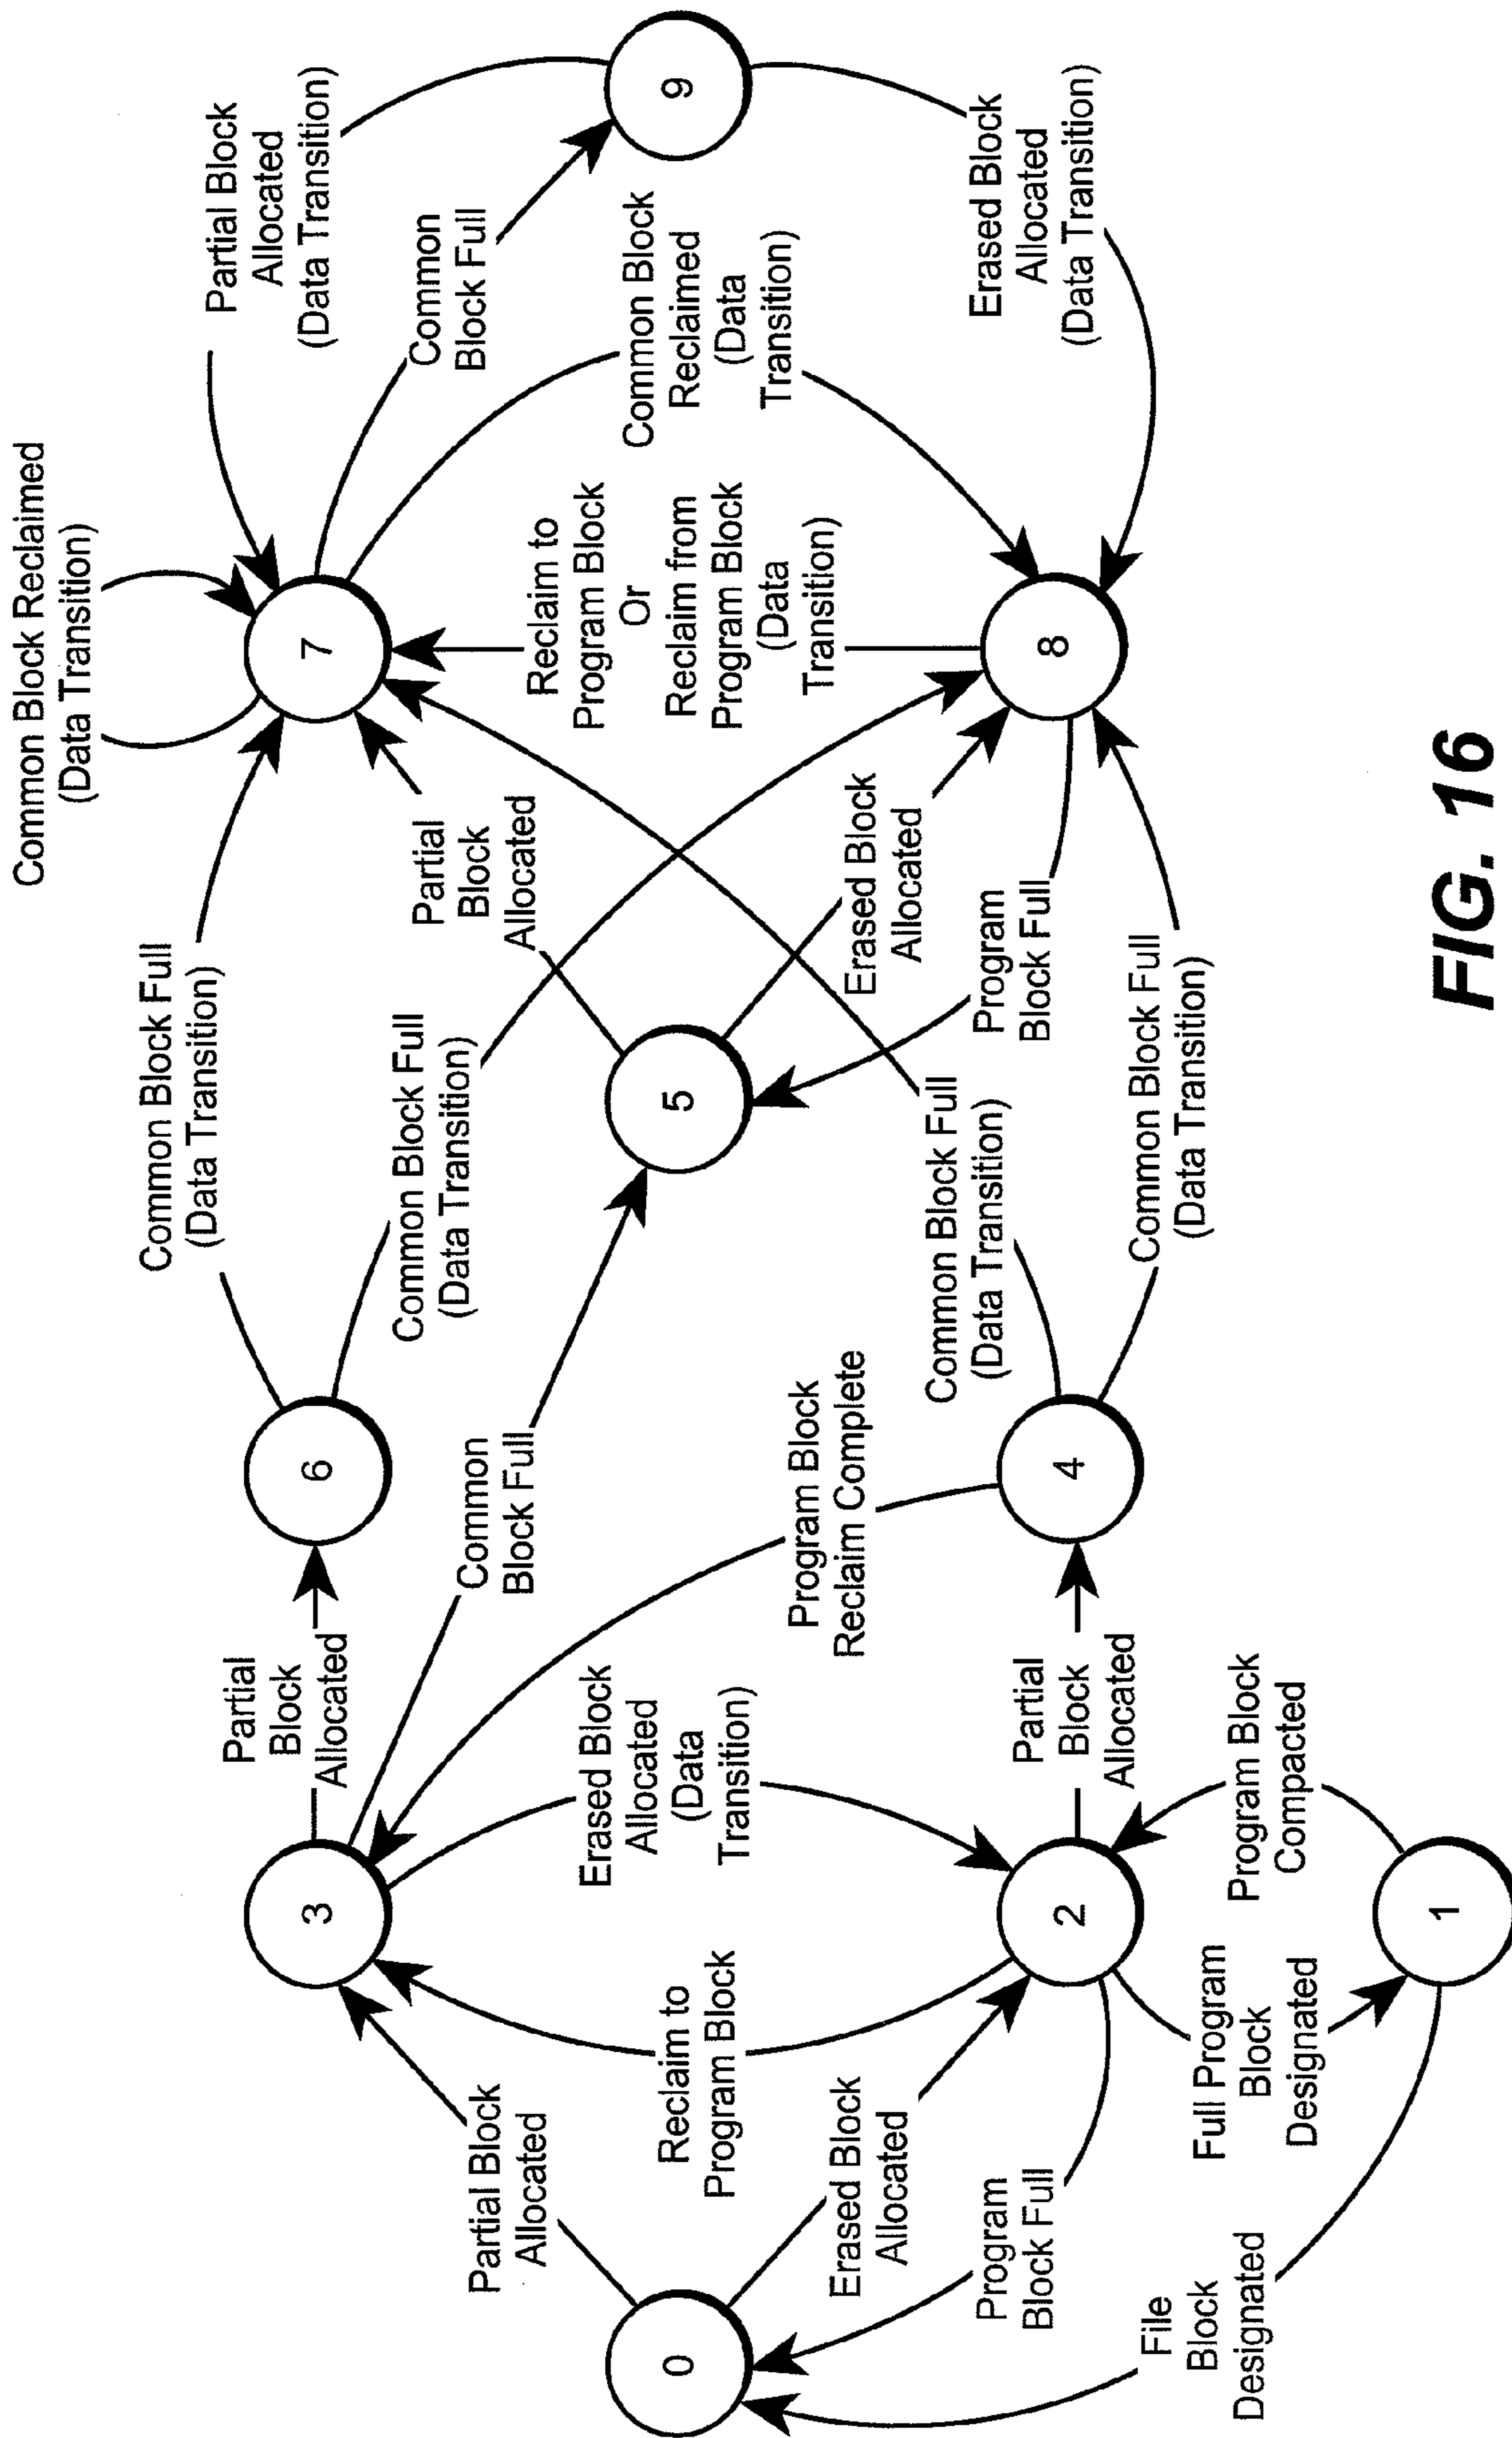 Common Block Reclaimed
(Data Transition)
Partial Block
Allocated
(Data Transition)
Common Block Full
(Data Transition)
Partial
Block
Allocated
3
6
7
Common
Block Full
9
Common Block Full
(Data Transition)
Partial
Block
Allocated
Common
Block Full
Partial Block
Allocated
Reclaim to
Program Block
Or
Reclaim from
Program Block
(Data
Transition)
Common Block
Reclaimed
(Data
Transition)
Erased Block
Allocated
(Data
Transition)
Reclaim to
Program Block
0
5
Program Block
Reclaim Complete
Erased Block
Allocated
Erased Block
Allocated
Erased Block
Allocated
(Data Transition)
Program
Block Full
Common Block Full
(Data Transition)
Program
Block Full
2
Partial
Block
Allocated
4
8
Common Block Full
(Data Transition)
File
Block
Designated
Full Program
Block
Designated
Program Block
Compacted
1
FIG. 16